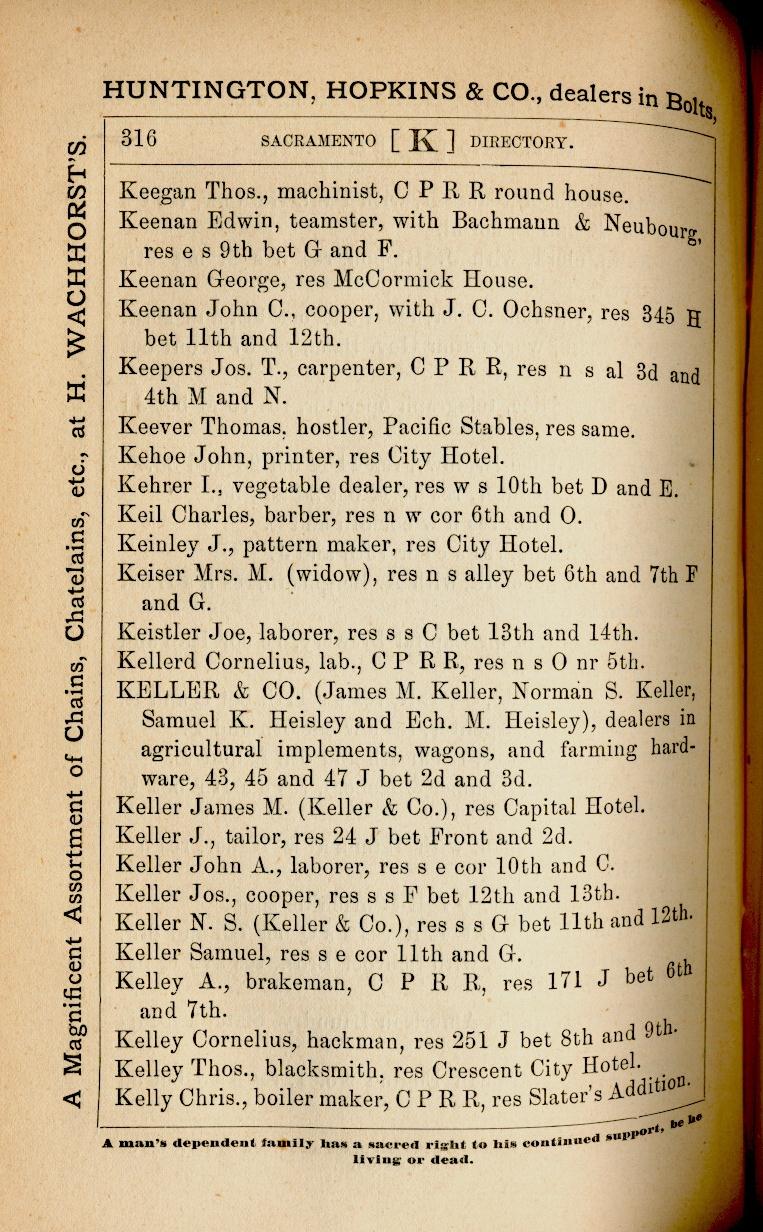 HUNTINGTON, HOPKINS & CO., dealers in Bolts,
316 SACRAMENTO [ K ] DIRECTORY.
Keegan Thos., machinist, C P R R round house.
Keenan Edwin, teamster, with Bachmann & Neubourg,
res e s 9th bet G and F.
Keenan George, res McCormick House.
Keenan John C., cooper, with J. C. Ochsner, res 345 H
bet 11th and 12th.
Keepers Jos. T., carpenter, C P R R, res n s al 3d and
4th M and N.
Keever Thomas, hostler, Pacific Stables, res same.
Kehoe John, printer, res City Hotel.
Kehrer I., vegetable dealer, res w s 10th bet D and E.
Keil Charles, barber, res n w cor 6th and O.
Keinley J., pattern maker, res City Hotel.
Keiser Mrs. M. (widow), res n s alley bet 6th and 7th F
and G.
Keistler Joe, laborer, res s s C bet 13th and 14th.
Kellerd Cornelius, lab., C P R R, res n s O nr 5th.
KELLER & CO. (James M. Keller, Norman S. Keller,
Samuel K. Heisley and Ech. M. Heisley), dealers in
agricultural implements, wagons, and farming hard-
ware, 43, 45 and 47 J bet 2d and 3d.
Keller James M. (Keller & Co.), res Capital Hotel.
Keller J., tailor, res 24 J bet Front and 2d.
Keller John A., laborer, res s e cor 10th and C.
Keller Jos., cooper, res s s F bet 12th and 13th.
Keller N. S. (Keller & Co.), res s s G bet 11th and 12th.
Keller Samuel, res s e cor 11th and G.
Kelley A., brakeman, C P R R, res 171 J bet 6th
and 7th.
Kelley Cornelius, hackman, res 251 J bet 8th and 9th.
Kelley Thos., blacksmith, res Crescent City Hotel.
Kelly Chris., boiler maker, C P R R, res Slater's Addition.
A man's dependent family has a sacred right to his continued support, be he
living or dead.
A Magnificent Assortment of Chains, Chatelains, etc., at H. WACHHORST'S.